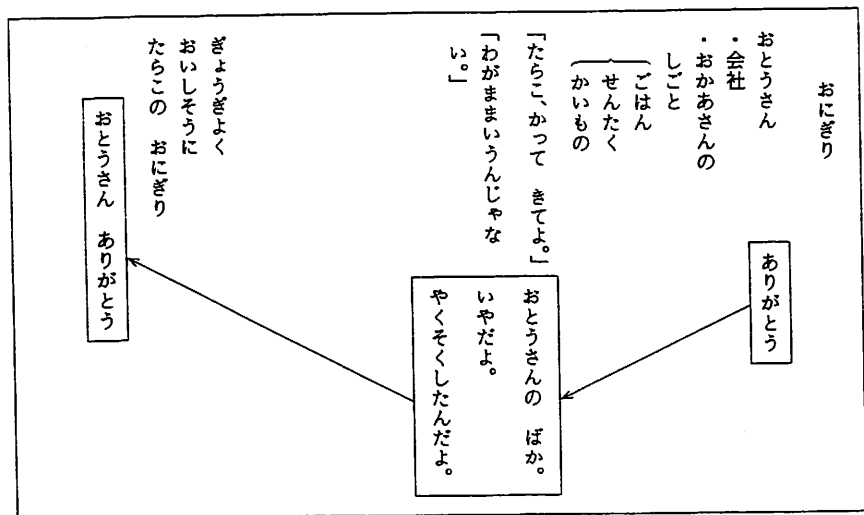 おにぎり
おとうさん
・会社
・おかあさんの
しごと
ごはん
せんたく
かいもの
ありがとう
「たらこ、かって　きてよ。」
「わがままいうんじゃな
い。」
おとうさんの　ばか。
いやだよ。
やくそくしたんだよ。
ぎょうぎよく
おいしそうに
たらこの　おにぎり
おとうさん　ありがとう